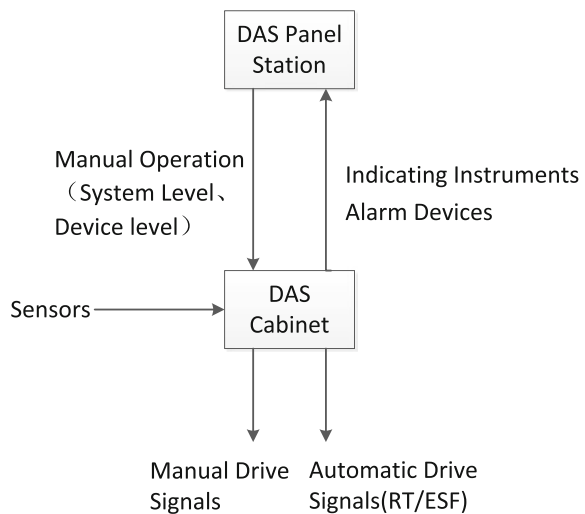 DAS Panel
Station
Manual Operation
（System Level、
Device level）
Indicating Instruments
Alarm Devices
Sensors
DAS
Cabinet
Manual Drive
Signals
Automatic Drive
Signals(RT/ESF)